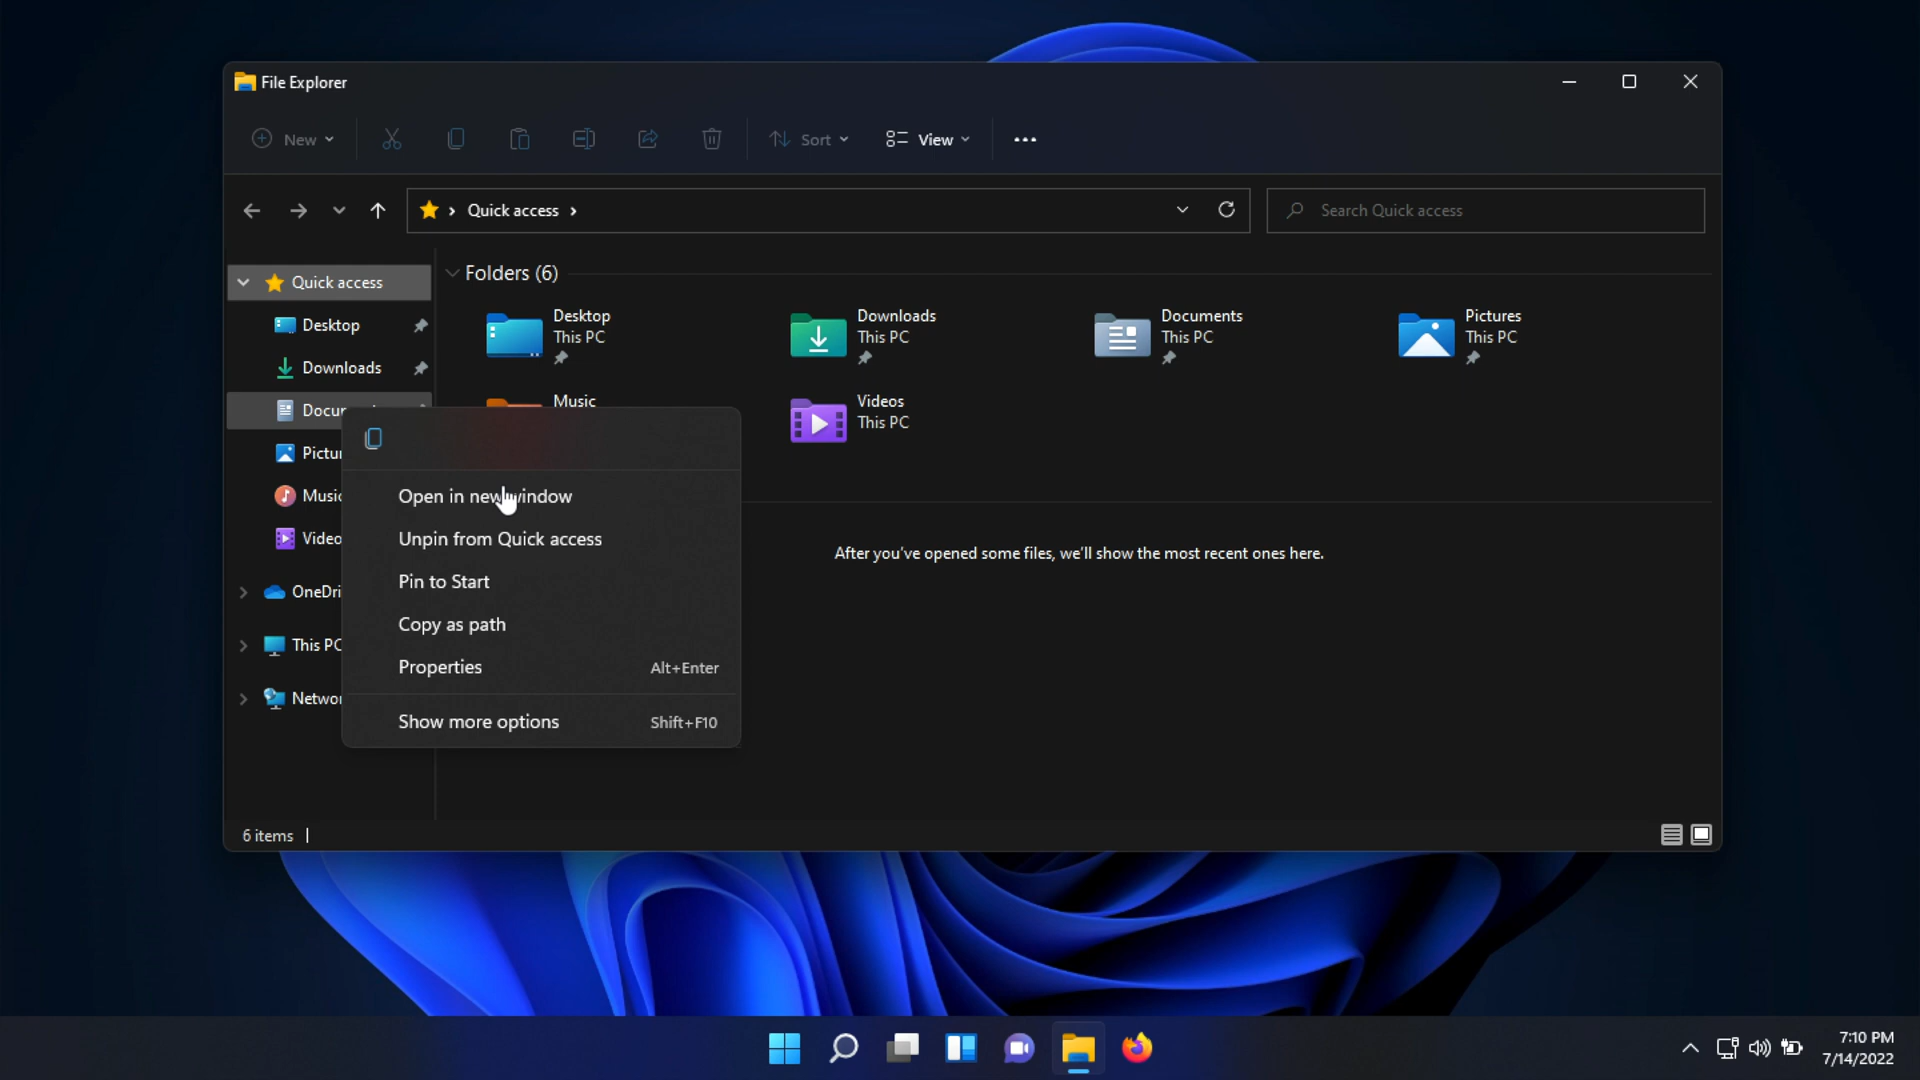 File Explorer
New
Sort
View
Quick access
Search Quick access
Quick access
Desktop
Downloads
Folders (6)
Desktop
This PC
Downloads
This PC
Documents
This PC
Pictures
This PC
Music
Videos
This PC
Open in new window
Unpin from Quick access
Pin to Start
Copy as path
Properties Alt+Enter
Show more options Shift+F10
This PC
After you've opened some files, we'll show the most recent ones here.
6 items
7:10 PM
7/14/2022